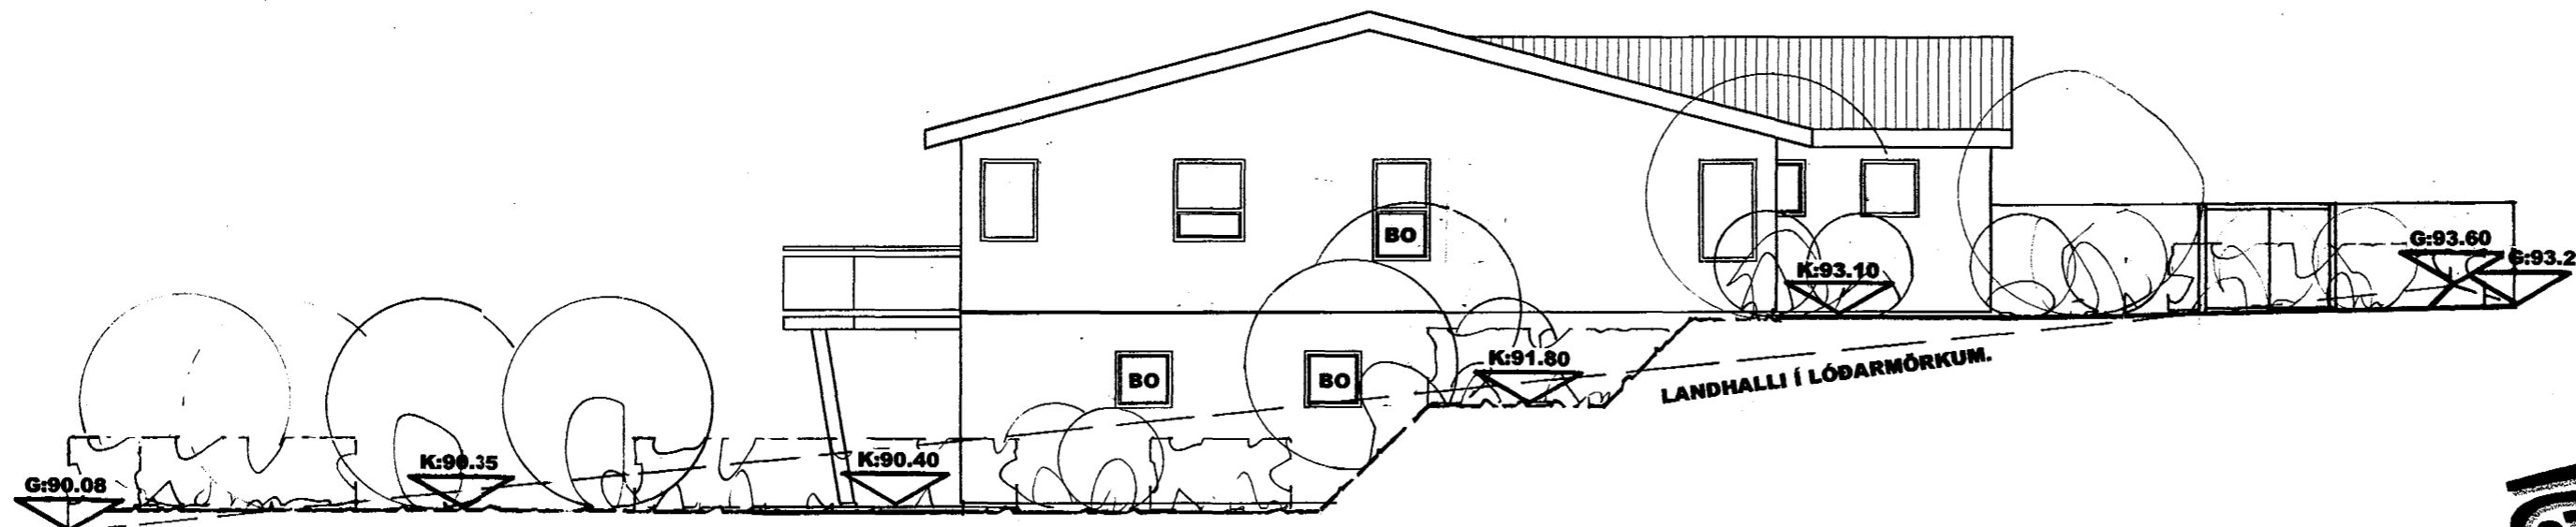 BO
G:93.60
G:93.2
K:93.10
K:91.80
BO
BO
LANDHALLI Í LÓÐARMÖRKUM.
K:90.35
K:90.40
G:90.08